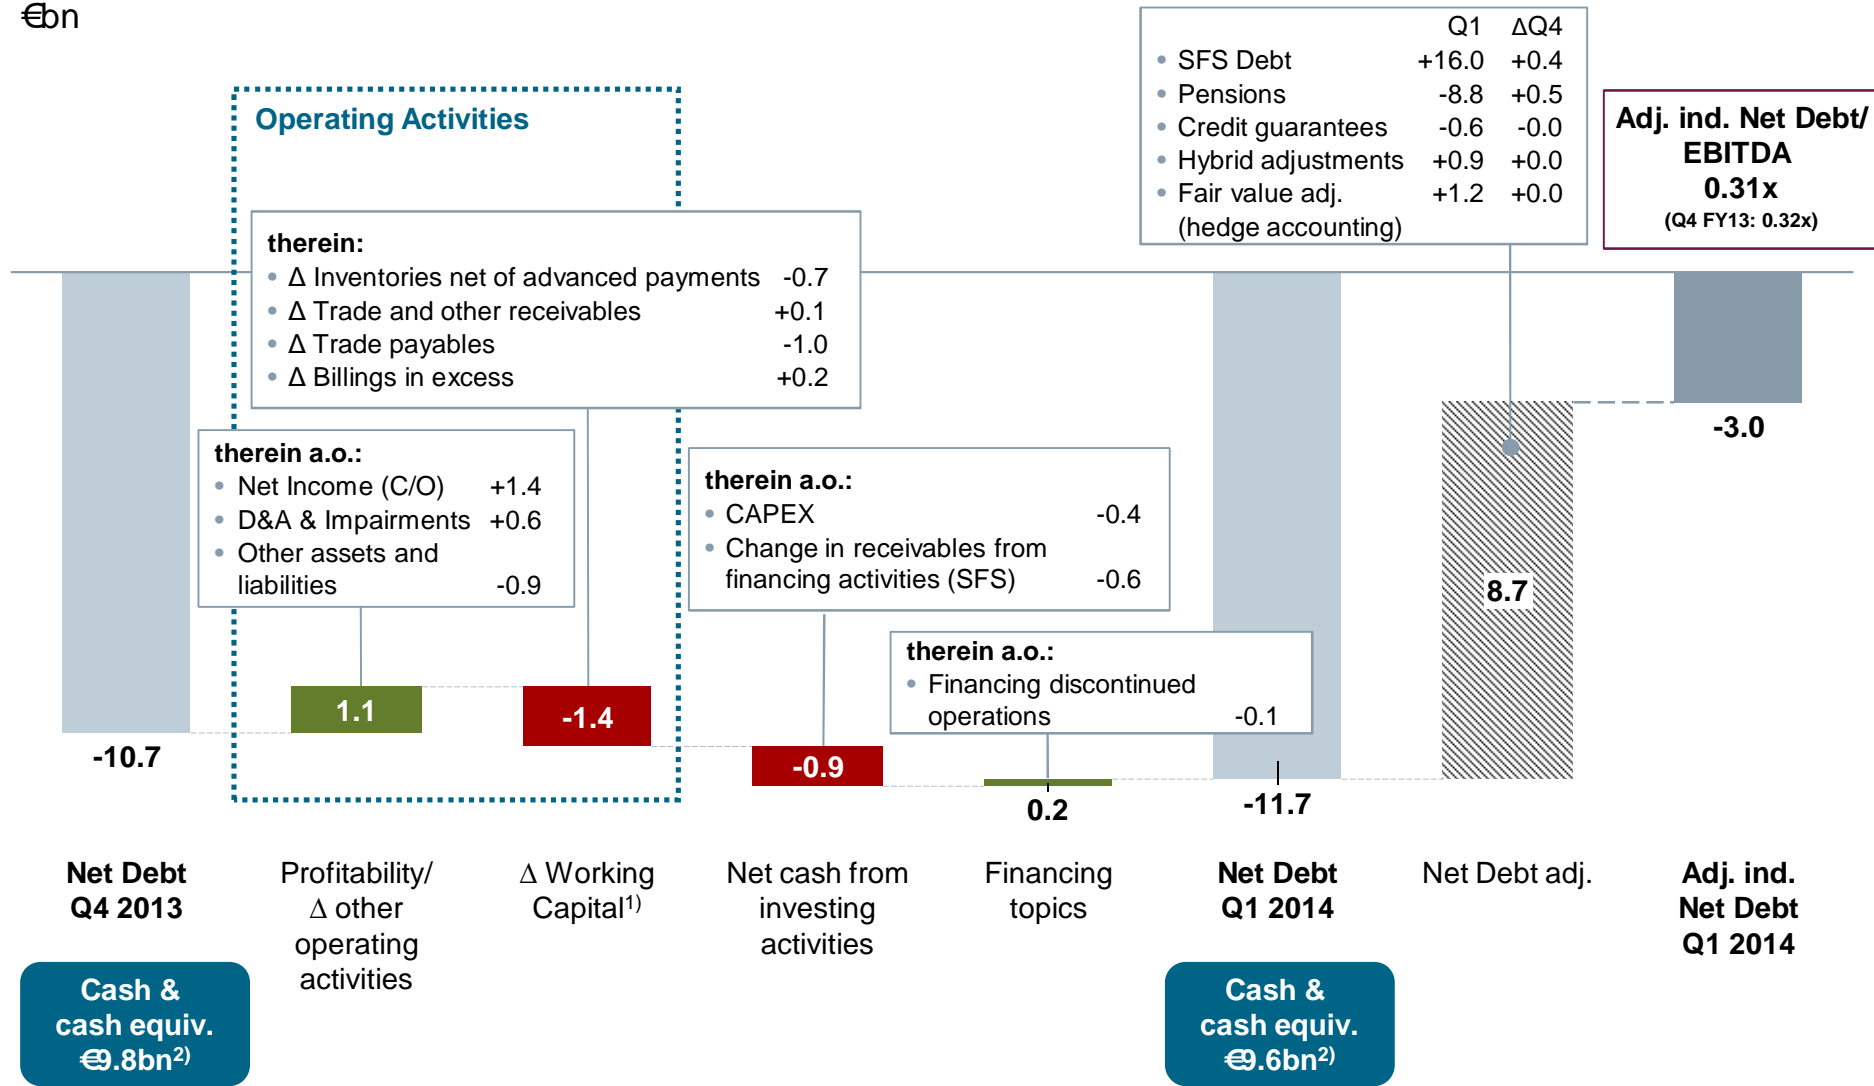 €bn
Q1 ΔQ4
• SFS Debt +16.0 +0.4
• Pensions -8.8 +0.5
• Credit guarantees -0.6 -0.0
• Hybrid adjustments +0.9 +0.0
• Fair value adj. +1.2 +0.0
(hedge accounting)
Adj. ind. Net Debt/
EBITDA
0.31x
(Q4 FY13: 0.32x)
Operating Activities
therein:
• Δ Inventories net of advanced payments -0.7
• Δ Trade and other receivables +0.1
• Δ Trade payables -1.0
• Δ Billings in excess +0.2
therein a.o.:
• Net Income (C/O) +1.4
• D&A & Impairments +0.6
• Other assets and
liabilities -0.9
therein a.o.:
• CAPEX -0.4
• Change in receivables from
financing activities (SFS) -0.6
therein a.o.:
• Financing discontinued
operations -0.1
-10.7
1.1
-1.4
-0.9
0.2
-11.7
8.7
-3.0
Net Debt
Q4 2013
Profitability/
Δ other
operating
activities
Δ Working
Capital1)
Net cash from
investing
activities
Financing
topics
Net Debt
Q1 2014
Net Debt adj.
Adj. ind.
Net Debt
Q1 2014
Cash &
cash equiv.
€9.8bn2)
Cash &
cash equiv.
€9.6bn2)